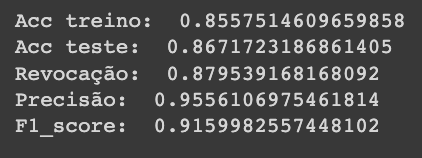 Acc treino:  0.8557514609659858
Acc teste:  0.8671723186861405
Revocação:  0.879539168168092
Precisão:  0.9556106975461814
F1_score:  0.9159982557448102